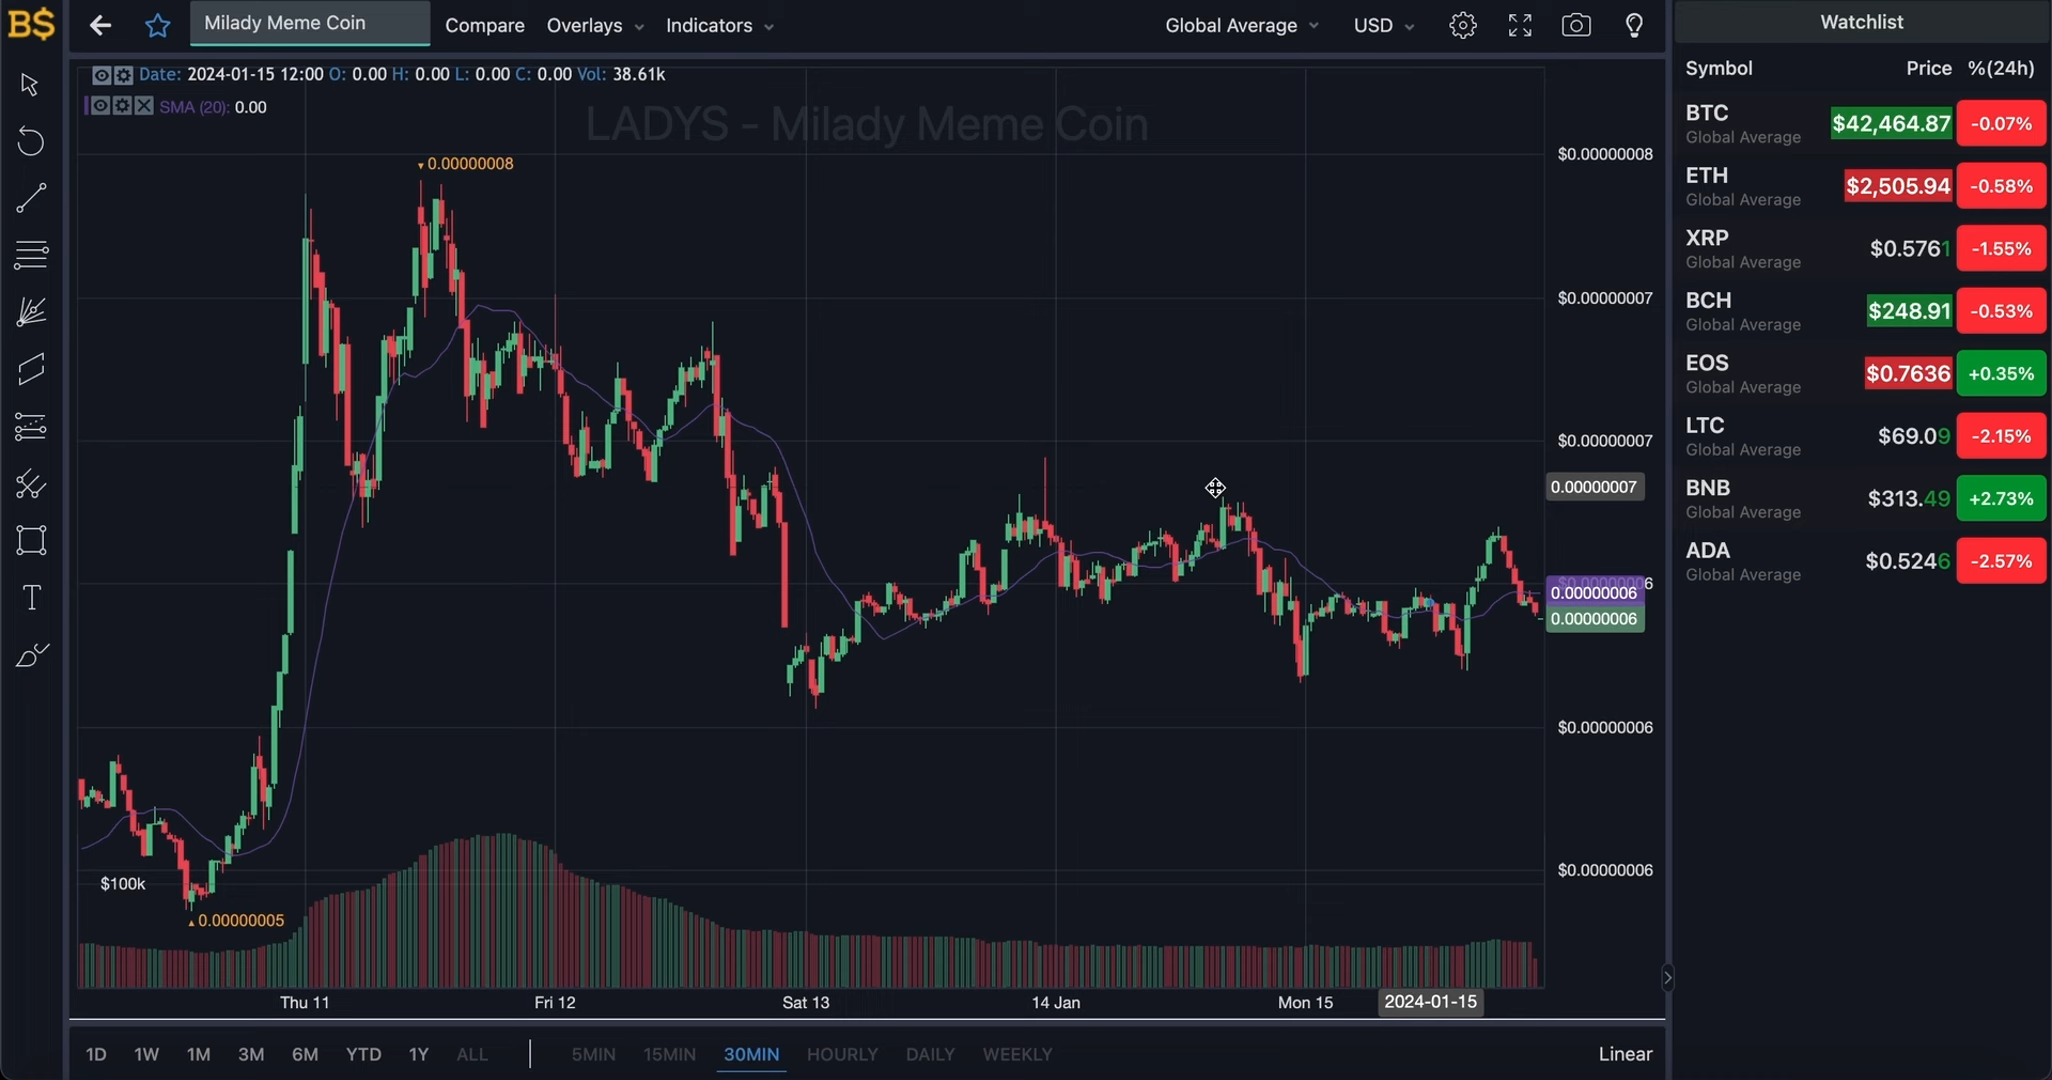 B$
Milady Meme Coin
Compare
Overlays
Indicators
Global Average
USD
Watchlist
Date: 2024-01-15 12:00 O: 0.00 H: 0.00 L: 0.00 C: 0.00 Vol: 38.61k
SMA (20): 0.00
LADYS - Milady Meme Coin
0.00000008
0.00000005
$100k
$0.00000008
$0.00000007
$0.00000007
0.00000007
$0.00000006
0.00000006
0.00000006
$0.00000006
$0.00000006
Thu 11
Fri 12
Sat 13
14 Jan
Mon 15
2024-01-15
1D 1W 1M 3M 6M YTD 1Y ALL
5MIN 15MIN 30MIN HOURLY DAILY WEEKLY
Linear
Symbol Price %(24h)
BTC $42,464.87 -0.07%
Global Average
ETH $2,505.94 -0.58%
Global Average
XRP $0.5761 -1.55%
Global Average
BCH $248.91 -0.53%
Global Average
EOS $0.7636 +0.35%
Global Average
LTC $69.09 -2.15%
Global Average
BNB $313.49 +2.73%
Global Average
ADA $0.5246 -2.57%
Global Average
T